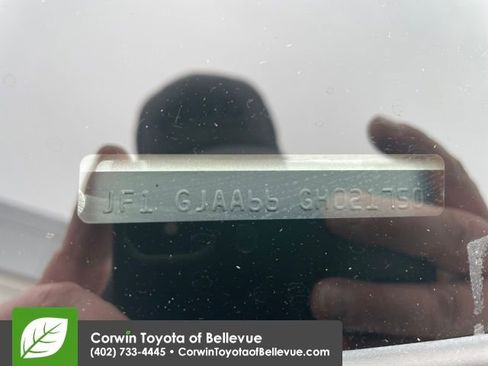 JF1 GJAA66 GH021750
Corwin Toyota of Bellevue
(402) 733-4445 • CorwinToyotaofBellevue.com